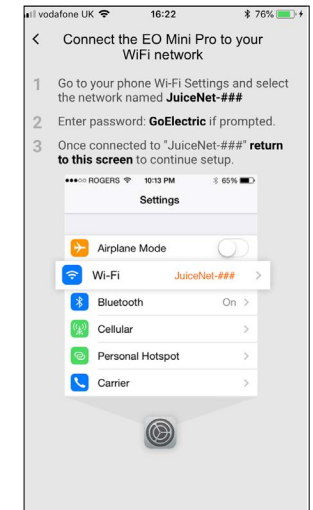 vodafone UK 16:22 76%
Connect the EO Mini Pro to your
WiFi network
1 Go to your phone Wi-Fi Settings and select
the network named JuiceNet-###
2 Enter password: GoElectric if prompted.
3 Once connected to "JuiceNet-###" return
to this screen to continue setup.
ROGERS 10:13 PM 65%
Settings
Airplane Mode
Wi-Fi JuiceNet-###
Bluetooth On
Cellular
Personal Hotspot
Carrier